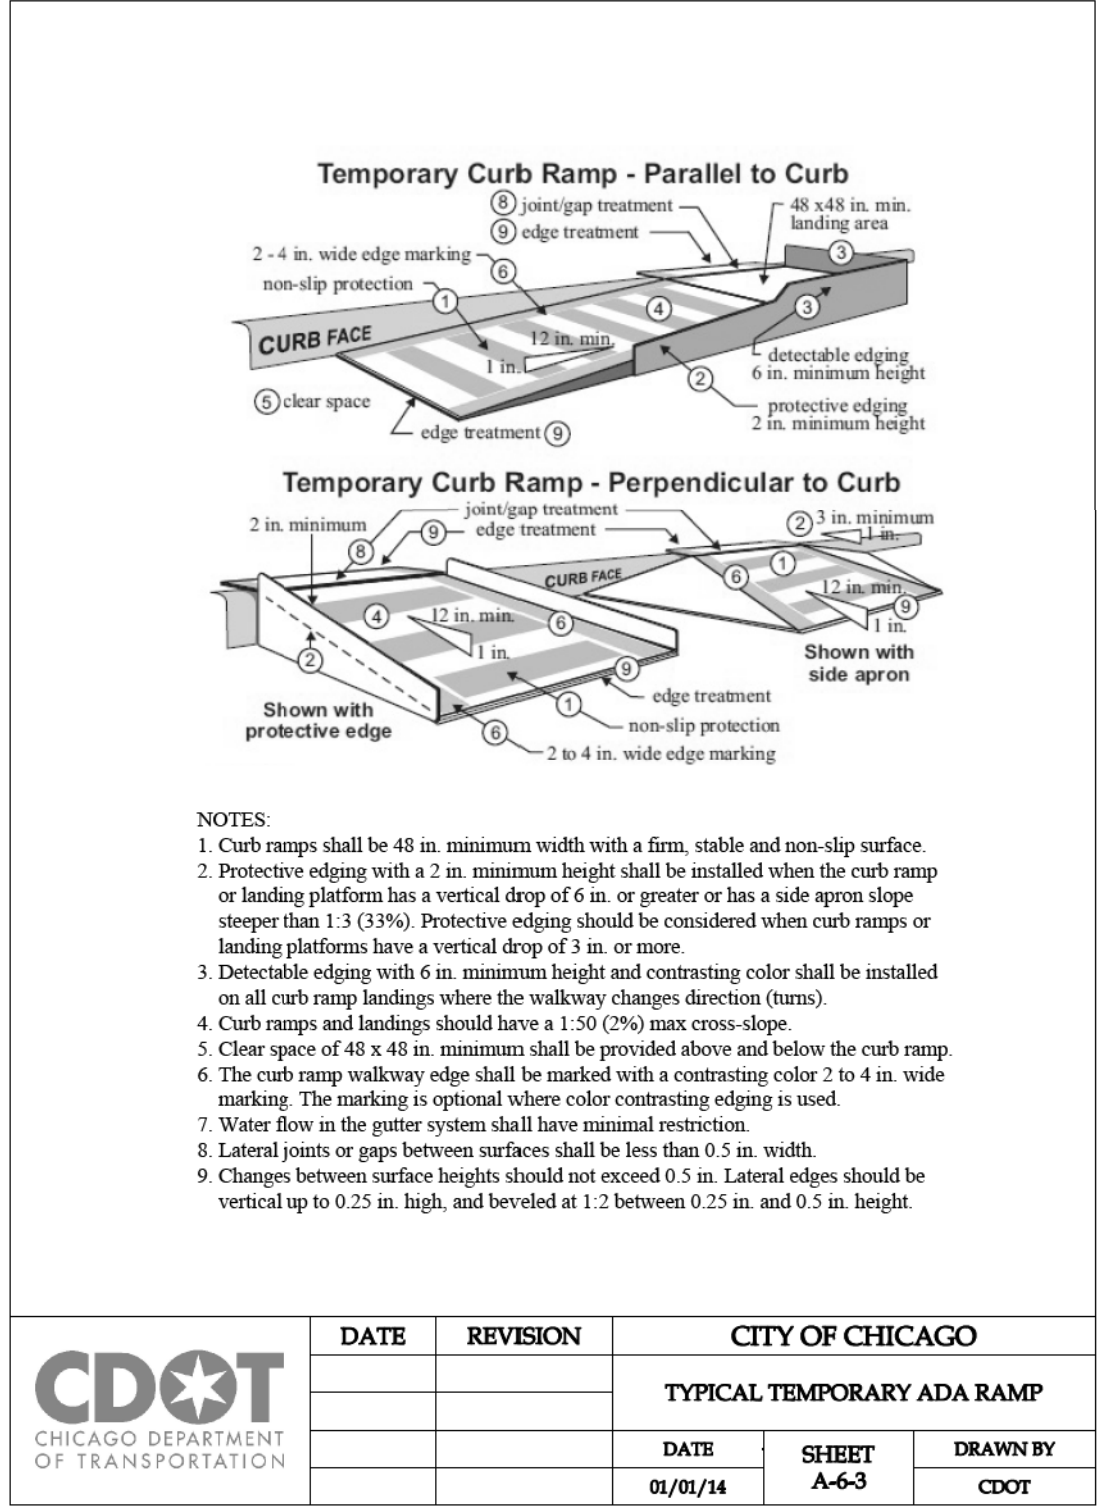 Temporary Curb Ramp - Parallel to Curb
8 joint/gap treatment
48 x48 in. min.
landing area
9 edge treatment
2 - 4 in. wide edge marking
6
3
non-slip protection
1
4
3
CURB FACE
12 in. min.
1 in.
detectable edging
6 in. minimum height
2
5 clear space
protective edging
2 in. minimum height
edge treatment 9
Temporary Curb Ramp - Perpendicular to Curb
joint/gap treatment
2 in. minimum
9 edge treatment
2 3 in. minimum
1 in.
8
CURB FACE
6
1
4
12 in. min.
1 in.
6
12 in. min.
9
1 in.
2
9
Shown with
side apron
edge treatment
Shown with
protective edge
1
non-slip protection
6
2 to 4 in. wide edge marking
NOTES:
1. Curb ramps shall be 48 in. minimum width with a firm, stable and non-slip surface.
2. Protective edging with a 2 in. minimum height shall be installed when the curb ramp
or landing platform has a vertical drop of 6 in. or greater or has a side apron slope
steeper than 1:3 (33%). Protective edging should be considered when curb ramps or
landing platforms have a vertical drop of 3 in. or more.
3. Detectable edging with 6 in. minimum height and contrasting color shall be installed
on all curb ramp landings where the walkway changes direction (turns).
4. Curb ramps and landings should have a 1:50 (2%) max cross-slope.
5. Clear space of 48 x 48 in. minimum shall be provided above and below the curb ramp.
6. The curb ramp walkway edge shall be marked with a contrasting color 2 to 4 in. wide
marking. The marking is optional where color contrasting edging is used.
7. Water flow in the gutter system shall have minimal restriction.
8. Lateral joints or gaps between surfaces shall be less than 0.5 in. width.
9. Changes between surface heights should not exceed 0.5 in. Lateral edges should be
vertical up to 0.25 in. high, and beveled at 1:2 between 0.25 in. and 0.5 in. height.
CDOT
CHICAGO DEPARTMENT
OF TRANSPORTATION
DATE
REVISION
CITY OF CHICAGO
TYPICAL TEMPORARY ADA RAMP
DATE
01/01/14
SHEET
A-6-3
DRAWN BY
CDOT